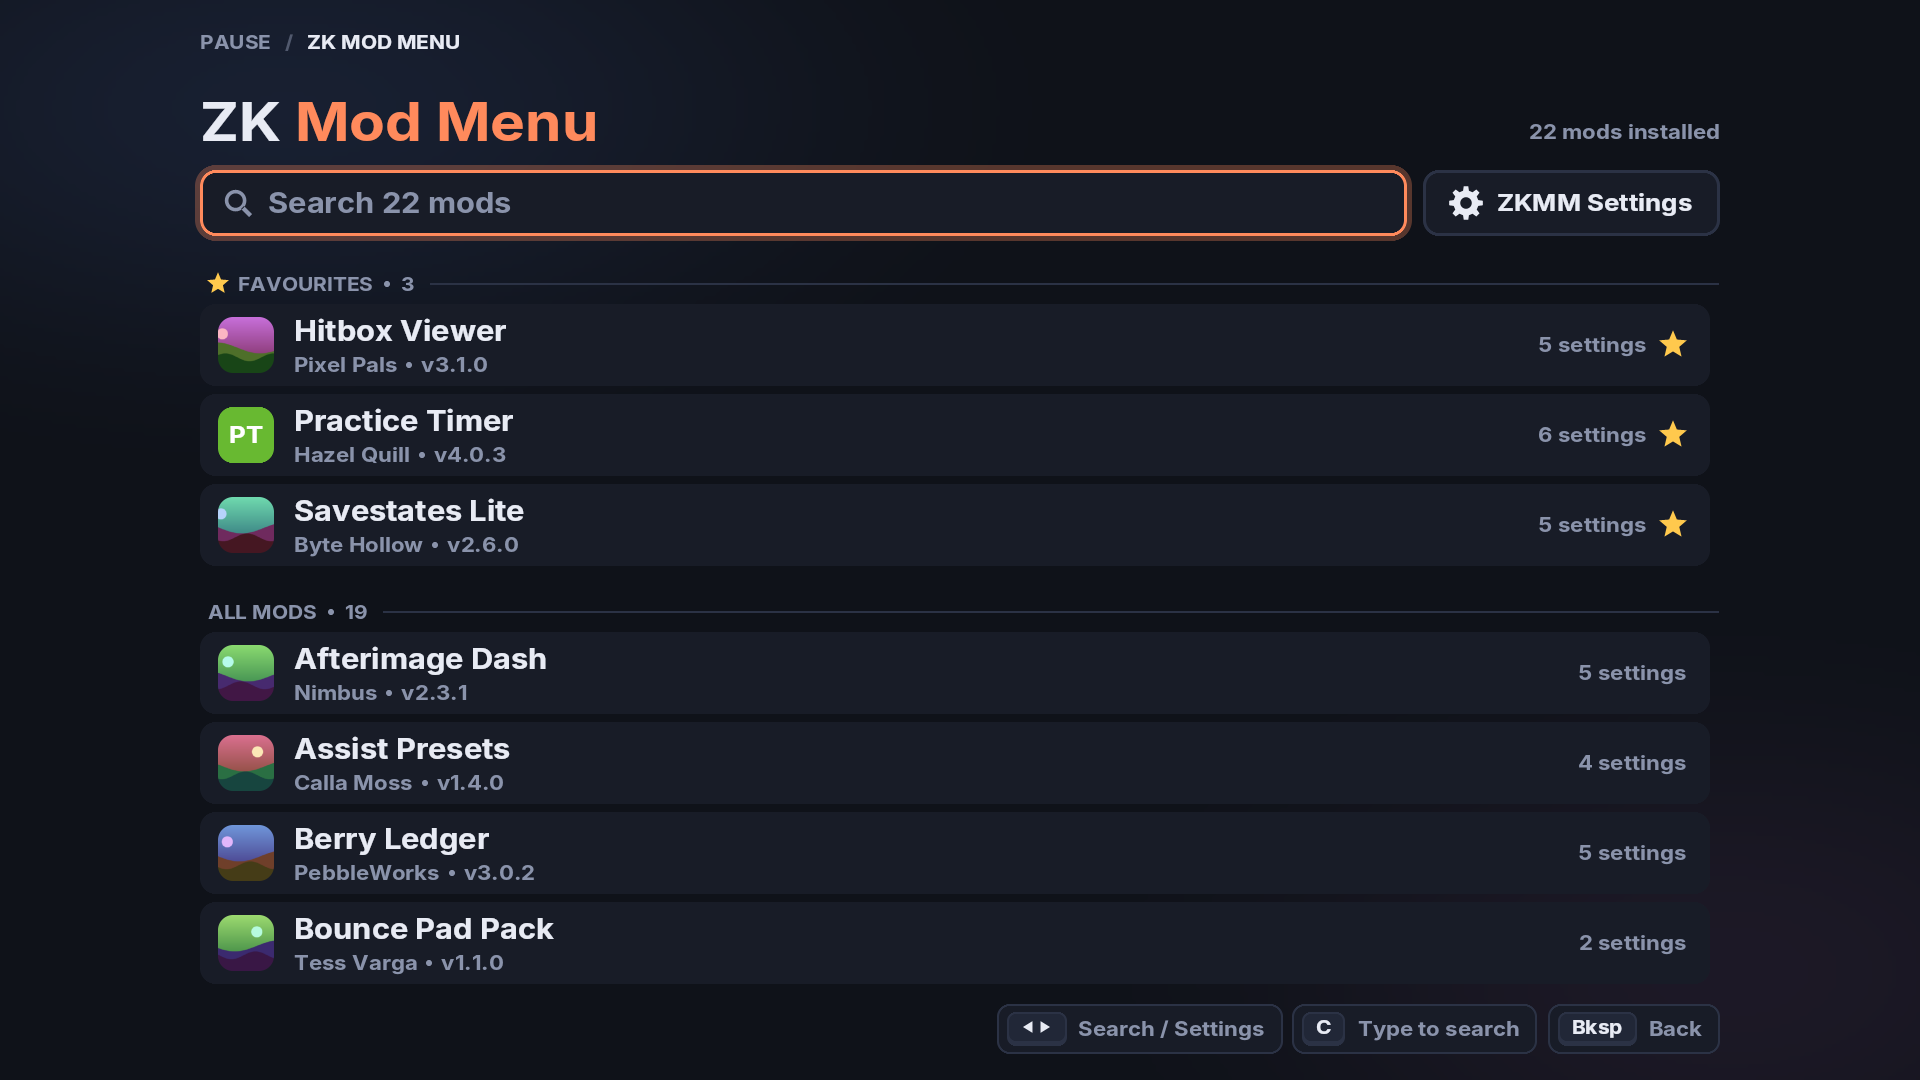 PAUSE / ZK MOD MENU
ZK Mod Menu
22 mods installed
Search 22 mods
ZKMM Settings
FAVOURITES • 3
Hitbox Viewer
Pixel Pals • v3.1.0
5 settings
PT
Practice Timer
Hazel Quill • v4.0.3
6 settings
Savestates Lite
Byte Hollow • v2.6.0
5 settings
ALL MODS • 19
Afterimage Dash
Nimbus • v2.3.1
5 settings
Assist Presets
Calla Moss • v1.4.0
4 settings
Berry Ledger
PebbleWorks • v3.0.2
5 settings
Bounce Pad Pack
Tess Varga • v1.1.0
2 settings
Search / Settings
C Type to search
Bksp Back